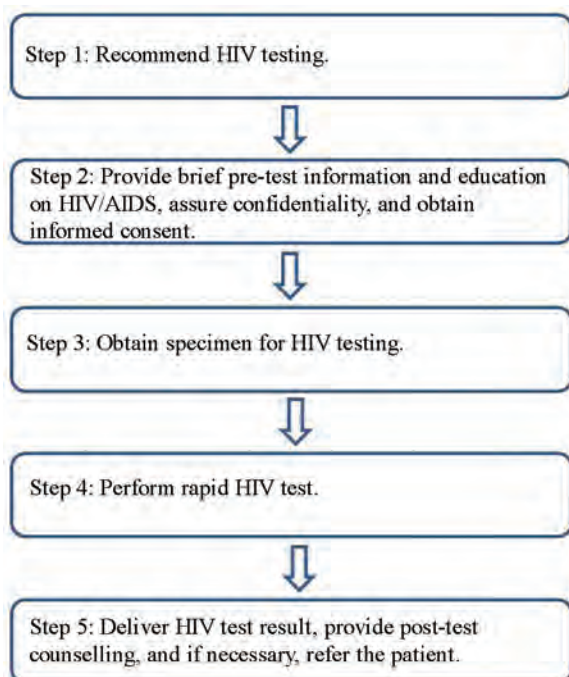 Step 1: Recommend HIV testing.
Step 2: Provide brief pre-test information and education
on HIV/AIDS, assure confidentiality, and obtain
informed consent.
Step 3: Obtain specimen for HIV testing.
Step 4: Perform rapid HIV test.
Step 5: Deliver HIV test result, provide post-test
counselling, and if necessary, refer the patient.